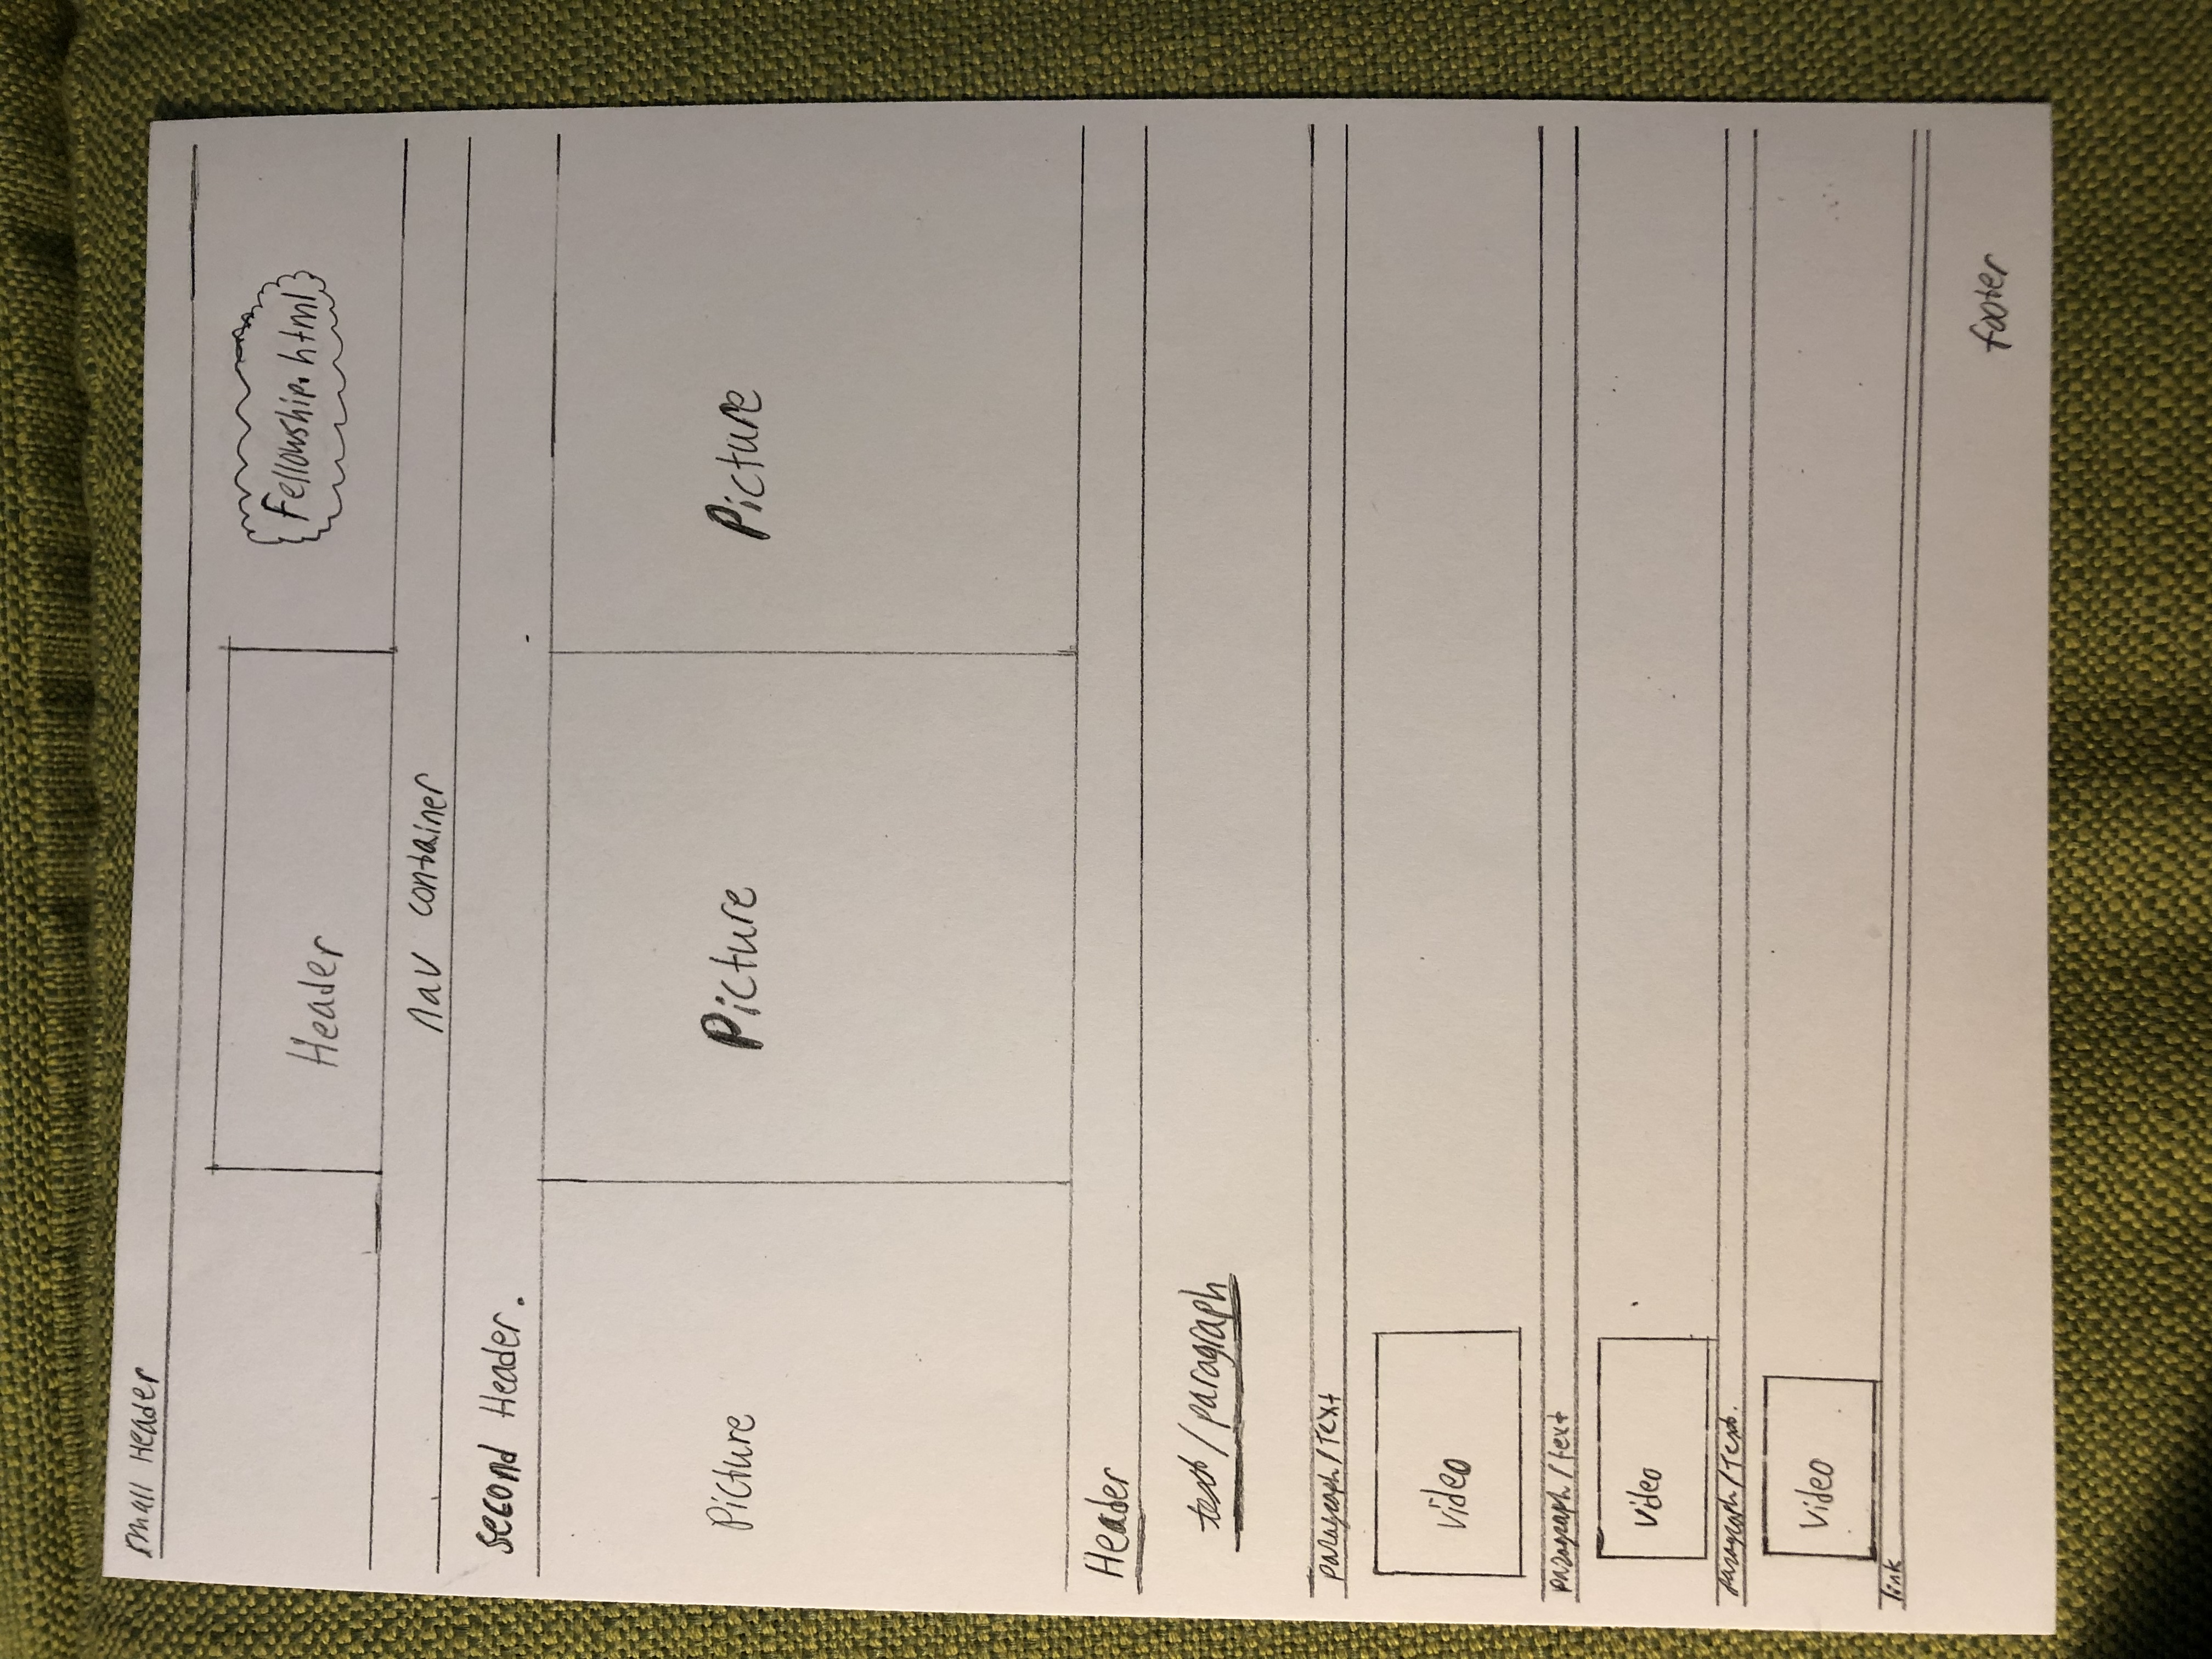 small Header
Header
Fellowship.html
nav container
second Header.
Picture
Picture
Picture
Header
text/paragraph
paragraph/Text
video
paragraph/text
video
paragraph/Text.
Video
link
footer